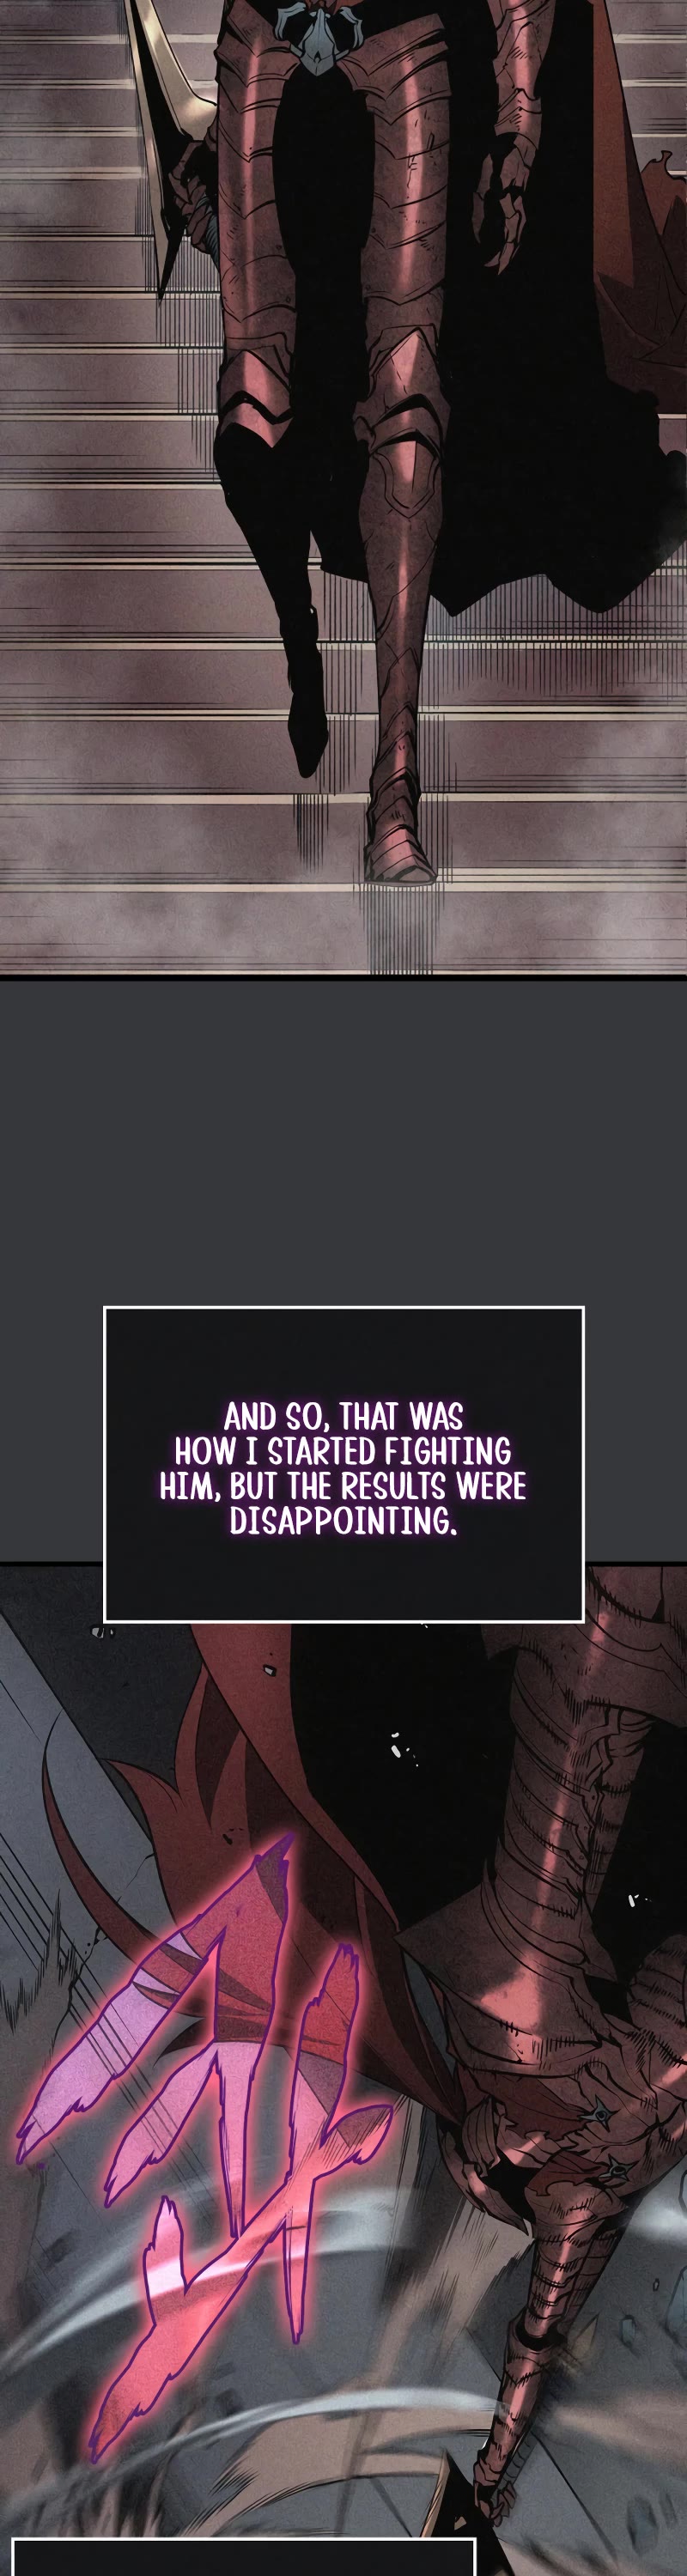 AND SO, THAT WAS
HOW I STARTED FIGHTING
HIM, BUT THE RESULTS WERE
DISAPPOINTING.